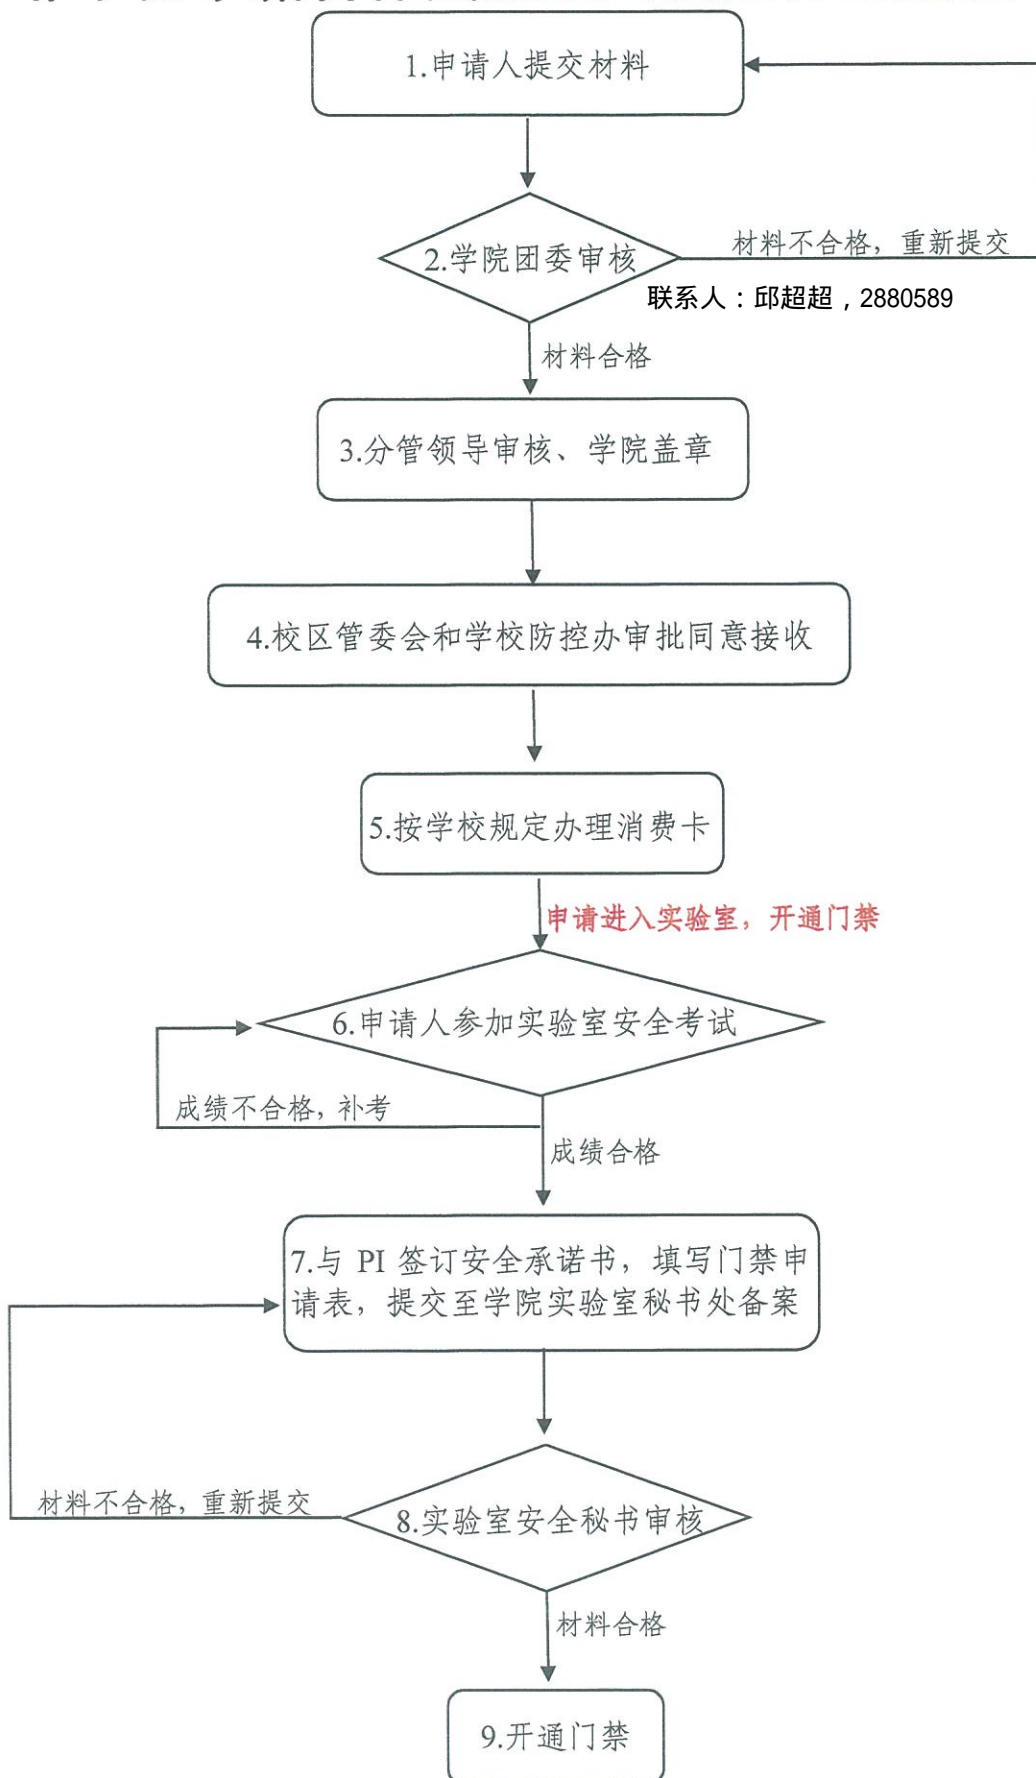 1.申请人提交材料
2.学院团委审核
材料不合格，重新提交
联系人：邱超超，2880589
材料合格
3.分管领导审核、学院盖章
4.校区管委会和学校防控办审批同意接收
5.按学校规定办理消费卡
申请进入实验室，开通门禁
6.申请人参加实验室安全考试
成绩不合格，补考
成绩合格
7.与 PI 签订安全承诺书，填写门禁申
请表，提交至学院实验室秘书处备案
材料不合格，重新提交
8.实验室安全秘书审核
材料合格
9.开通门禁